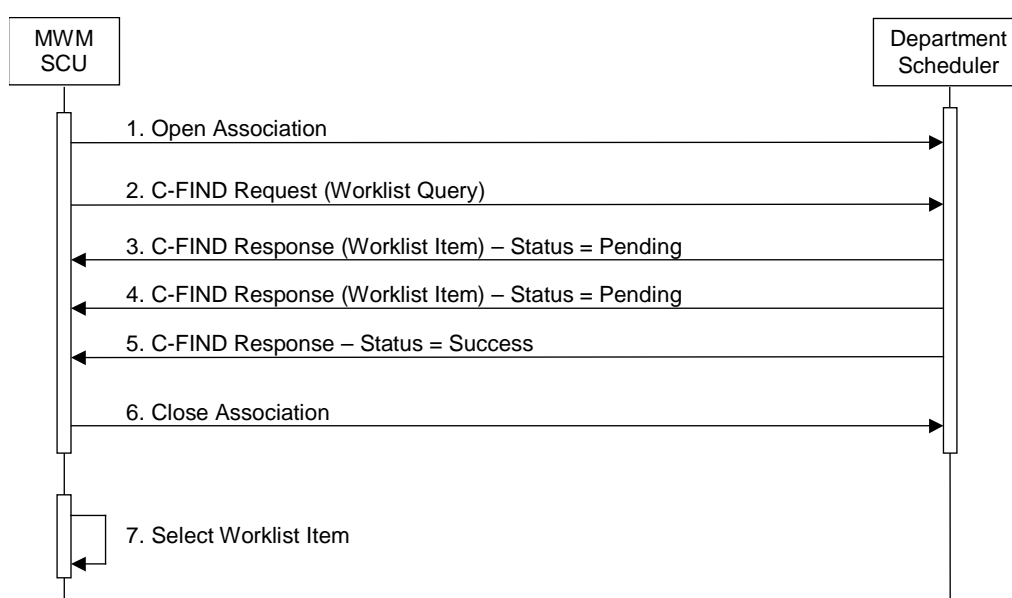 MWM
SCU
Department
Scheduler
1. Open Association
2. C-FIND Request (Worklist Query)
3. C-FIND Response (Worklist Item) – Status = Pending
4. C-FIND Response (Worklist Item) – Status = Pending
5. C-FIND Response – Status = Success
6. Close Association
7. Select Worklist Item